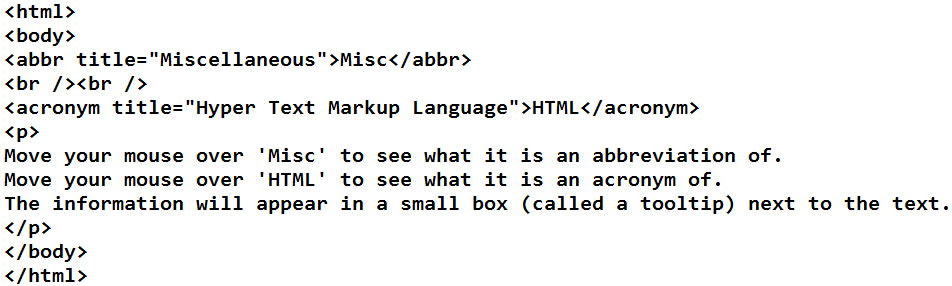 <html>
<body>
<abbr title="Miscellaneous">Misc</abbr>
<br /><br />
<acronym title="Hyper Text Markup Language">HTML</acronym>
<p>
Move your mouse over 'Misc' to see what it is an abbreviation of.
Move your mouse over 'HTML' to see what it is an acronym of.
The information will appear in a small box (called a tooltip) next to the text.
</p>
</body>
</html>